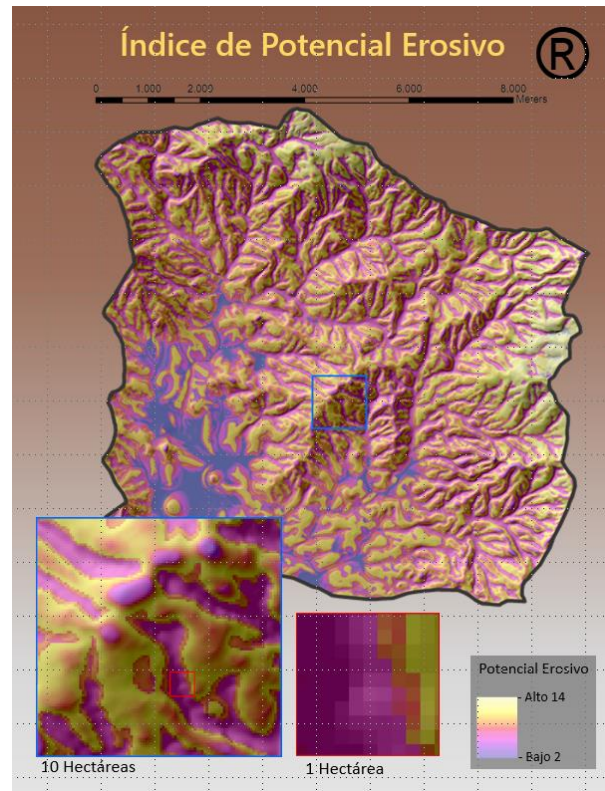 Índice de Potencial Erosivo ®
0 1.000 2.000 4.000 6.000 8.000
Meters
Potencial Erosivo
Alto 14
Bajo 2
10 Hectáreas
1 Hectárea